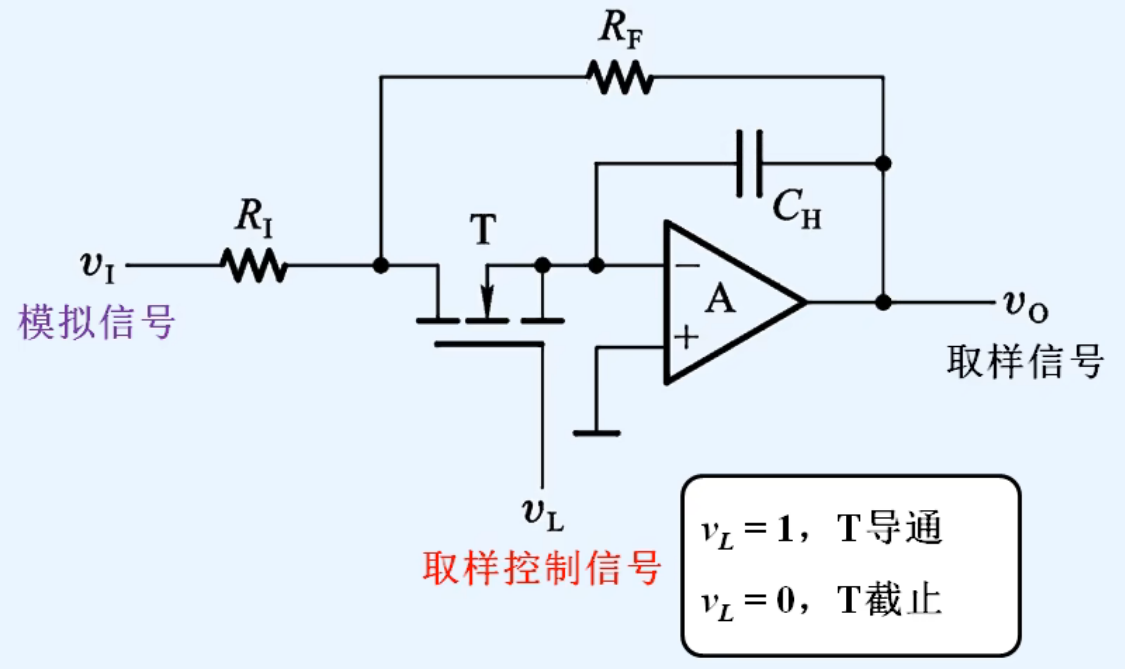 R_F
C_H
R_I
T
v_I
−
A
+
v_O
模拟信号
取样信号
v_L
取样控制信号
v_L = 1，T导通
v_L = 0，T截止